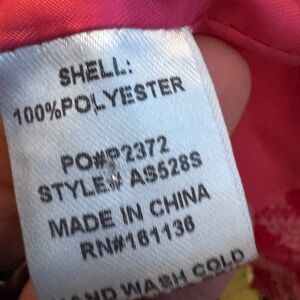 SHELL:
100%POLYESTER
PO#P2372
STYLE# AS528S
MADE IN CHINA
RN#161136
HAND WASH COLD